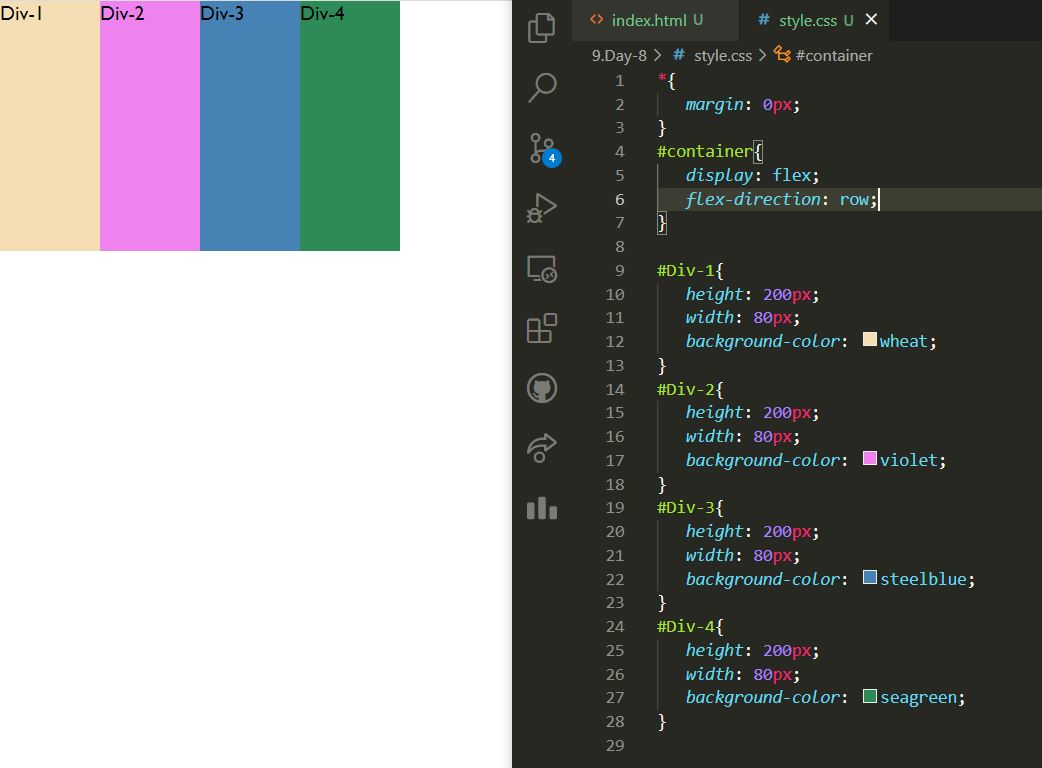 Div-1 Div-2 Div-3 Div-4
index.html U style.css U
9.Day-8 > # style.css > #container
4
1 *{
2 margin: 0px;
3 }
4 #container{
5 display: flex;
6 flex-direction: row;
7 }
8
9 #Div-1{
10 height: 200px;
11 width: 80px;
12 background-color: wheat;
13 }
14 #Div-2{
15 height: 200px;
16 width: 80px;
17 background-color: violet;
18 }
19 #Div-3{
20 height: 200px;
21 width: 80px;
22 background-color: steelblue;
23 }
24 #Div-4{
25 height: 200px;
26 width: 80px;
27 background-color: seagreen;
28 }
29